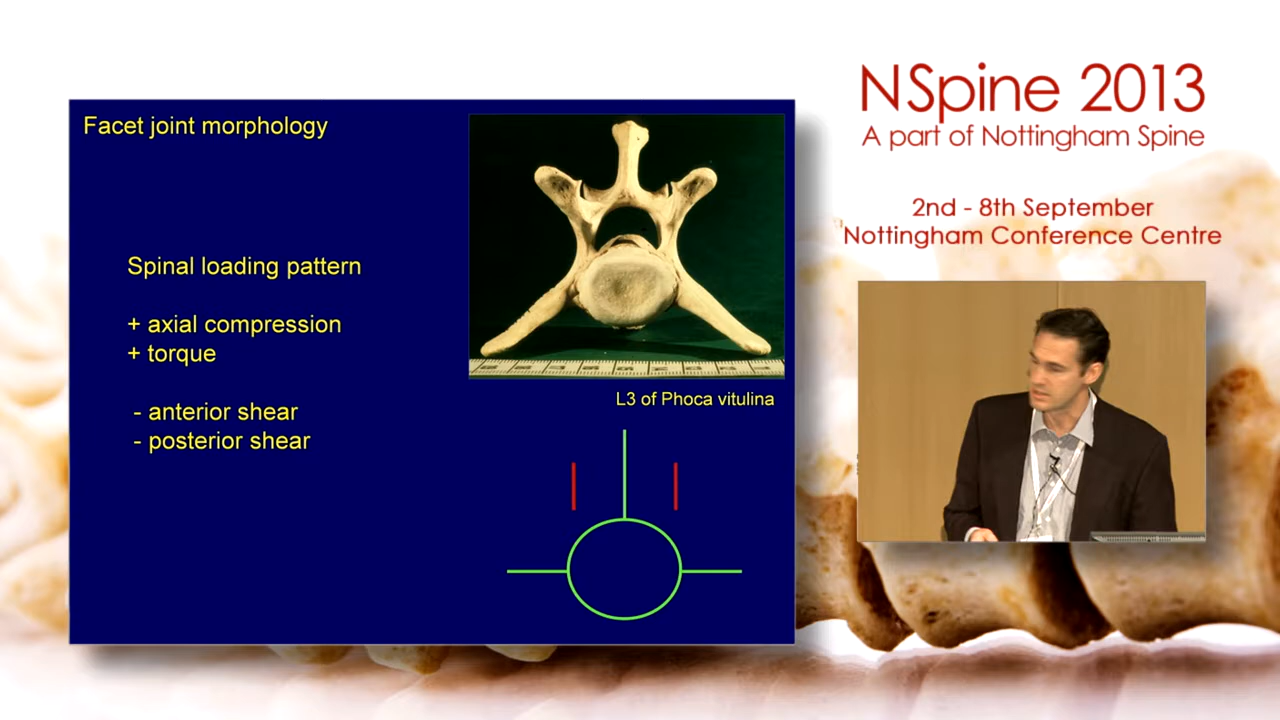 Facet joint morphology
Spinal loading pattern
+ axial compression
+ torque
- anterior shear
- posterior shear
L3 of Phoca vitulina
NSpine 2013
A part of Nottingham Spine
2nd - 8th September
Nottingham Conference Centre